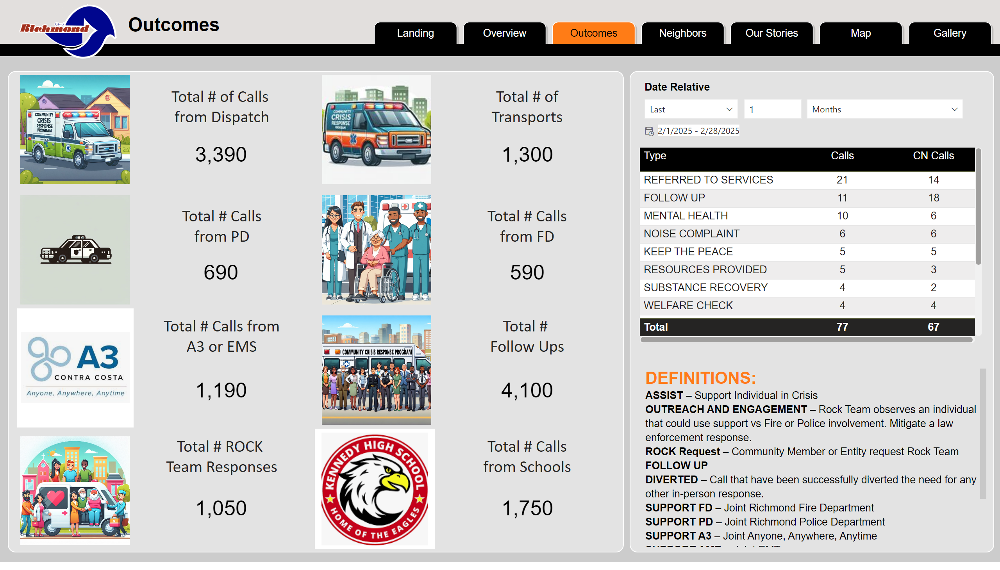 City of
Richmond
Outcomes
Landing
Overview
Outcomes
Neighbors
Our Stories
Map
Gallery
COMMUNITY
CRISIS
RESPONSE
PROGRAM
Total # of Calls
from Dispatch
3,390
COMMUNITY
CRISIS
RESPONSE
PROGRAM
Total # of
Transports
1,300
Total # Calls
from PD
690
Total # Calls
from FD
590
A3
CONTRA COSTA
Anyone, Anywhere, Anytime
Total # Calls from
A3 or EMS
1,190
COMMUNITY CRISIS RESPONSE PROGRAM
Total #
Follow Ups
4,100
Total # ROCK
Team Responses
1,050
KENNEDY HIGH SCHOOL
HOME OF THE EAGLES
Total # Calls
from Schools
1,750
Date Relative
Last
1
Months
2/1/2025 - 2/28/2025
Type Calls CN Calls
REFERRED TO SERVICES 21 14
FOLLOW UP 11 18
MENTAL HEALTH 10 6
NOISE COMPLAINT 6 6
KEEP THE PEACE 5 5
RESOURCES PROVIDED 5 3
SUBSTANCE RECOVERY 4 2
WELFARE CHECK 4 4
Total 77 67
DEFINITIONS:
ASSIST – Support Individual in Crisis
OUTREACH AND ENGAGEMENT – Rock Team observes an individual
that could use support vs Fire or Police involvement. Mitigate a law
enforcement response.
ROCK Request – Community Member or Entity request Rock Team
FOLLOW UP
DIVERTED – Call that have been successfully diverted the need for any
other in-person response.
SUPPORT FD – Joint Richmond Fire Department
SUPPORT PD – Joint Richmond Police Department
SUPPORT A3 – Joint Anyone, Anywhere, Anytime